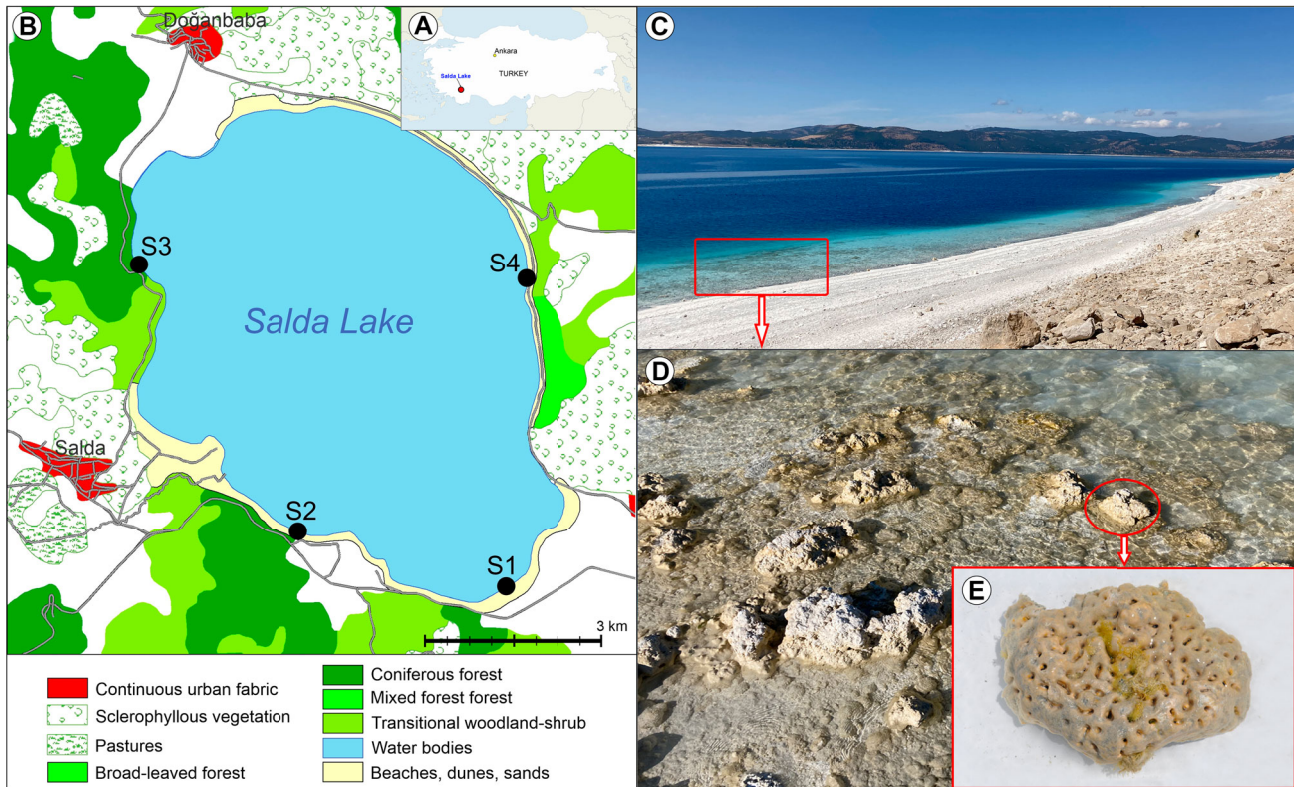 B
Doğanbaba
A
Ankara
TURKEY
Salda Lake
C
S3
S4
Salda Lake
D
Salda
S2
S1
3 km
E
Continuous urban fabric
Sclerophyllous vegetation
Pastures
Broad-leaved forest
Coniferous forest
Mixed forest forest
Transitional woodland-shrub
Water bodies
Beaches, dunes, sands